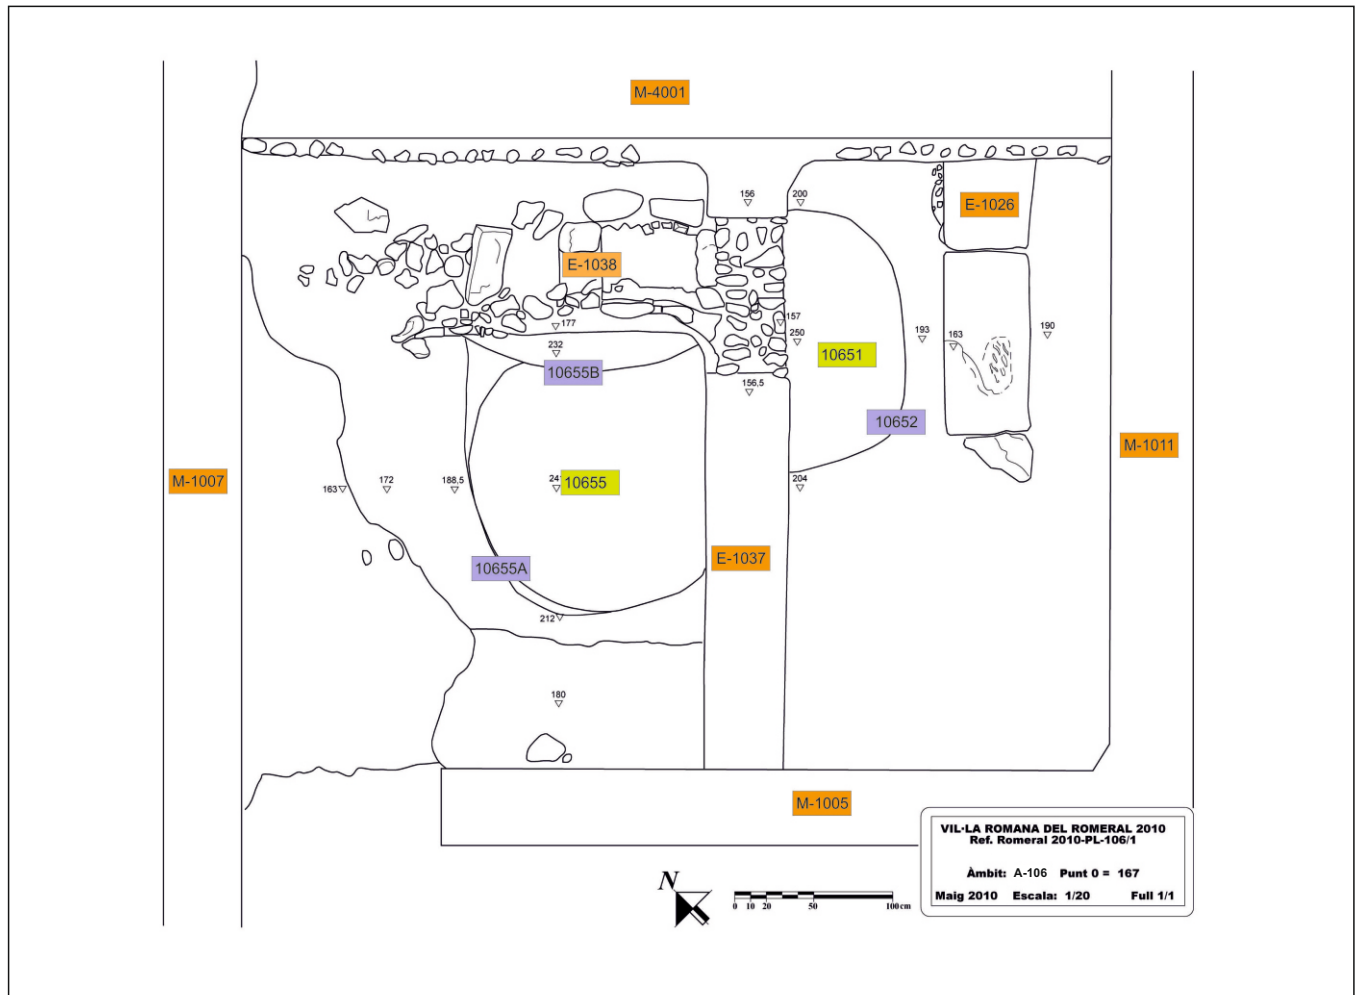 M-4001
156
200
E-1026
E-1038
177
157
250
193
163
190
232
10651
10655B
156,5
10652
M-1011
M-1007
163
172
188,5
24
10655
204
10655A
E-1037
212
180
M-1005
VIL·LA ROMANA DEL ROMERAL 2010
Ref. Romeral 2010-PL-106/1
Àmbit: A-106 Punt 0 = 167
Maig 2010 Escala: 1/20 Full 1/1
N
0 10 20 50 100cm